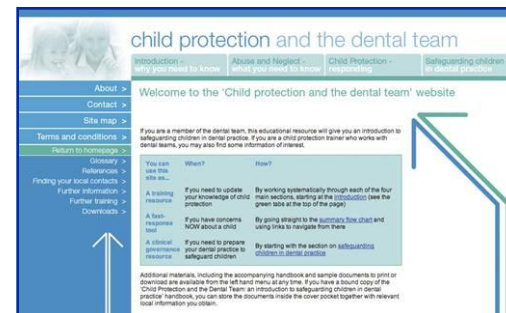 child protection and the dental team
Introduction -
why you need to know
Abuse and Neglect -
what you need to know
Child Protection -
responding
Safeguarding children
in dental practice
About >
Contact >
Site map >
Terms and conditions >
Return to homepage >
Glossary >
References >
Finding your local contacts >
Further Information >
Further training >
Downloads >
Welcome to the 'Child protection and the dental team' website
If you are a member of the dental team, this educational resource will give you an introduction to
safeguarding children in dental practice. If you are a child protection trainer who works with
dental teams, you may also find some information of interest.
You can
use this
site as...
When?
How?
A training
resource
If you need to update
your knowledge of child
protection
By working systematically through each of the four
main sections, starting at the introduction (see the
green tabs at the top of the page)
A fast-
response
tool
If you have concerns
NOW about a child
By going straight to the summary flow chart and
using links to navigate from there
A clinical
governance
resource
If you need to prepare
your dental practice to
safeguard children
By starting with the section on safeguarding
children in dental practice
Additional materials, including the accompanying handbook and sample documents to print or
download are available from the left hand menu at any time. If you have a bound copy of the
'Child Protection and the Dental Team: an introduction to safeguarding children in dental
practice' handbook, you can store the documents inside the cover pocket together with relevant
local information you obtain.